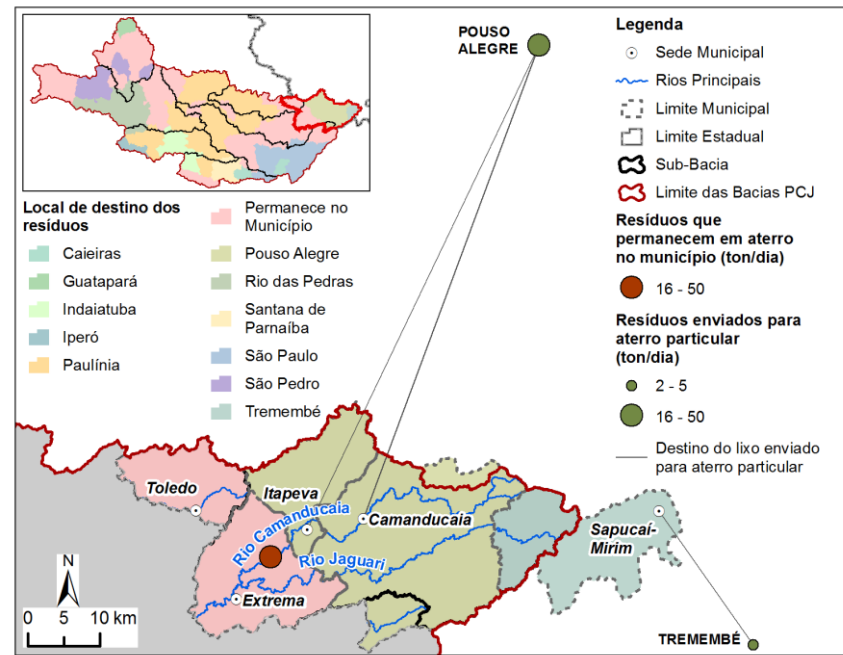 POUSO
ALEGRE
Legenda
Sede Municipal
Rios Principais
Limite Municipal
Limite Estadual
Sub-Bacia
Limite das Bacias PCJ
Resíduos que
permanecem em aterro
no município (ton/dia)
16 - 50
Resíduos enviados para
aterro particular
(ton/dia)
2 - 5
16 - 50
Destino do lixo enviado
para aterro particular
Local de destino dos
resíduos
Caieiras
Guatapará
Indaiatuba
Iperó
Paulínia
Permanece no
Município
Pouso Alegre
Rio das Pedras
Santana de
Parnaíba
São Paulo
São Pedro
Tremembé
Toledo
Itapeva
Rio Camanducaia
Camanducaia
Rio Jaguari
Extrema
Sapucaí-
Mirim
TREMEMBÉ
N
0 5 10 km